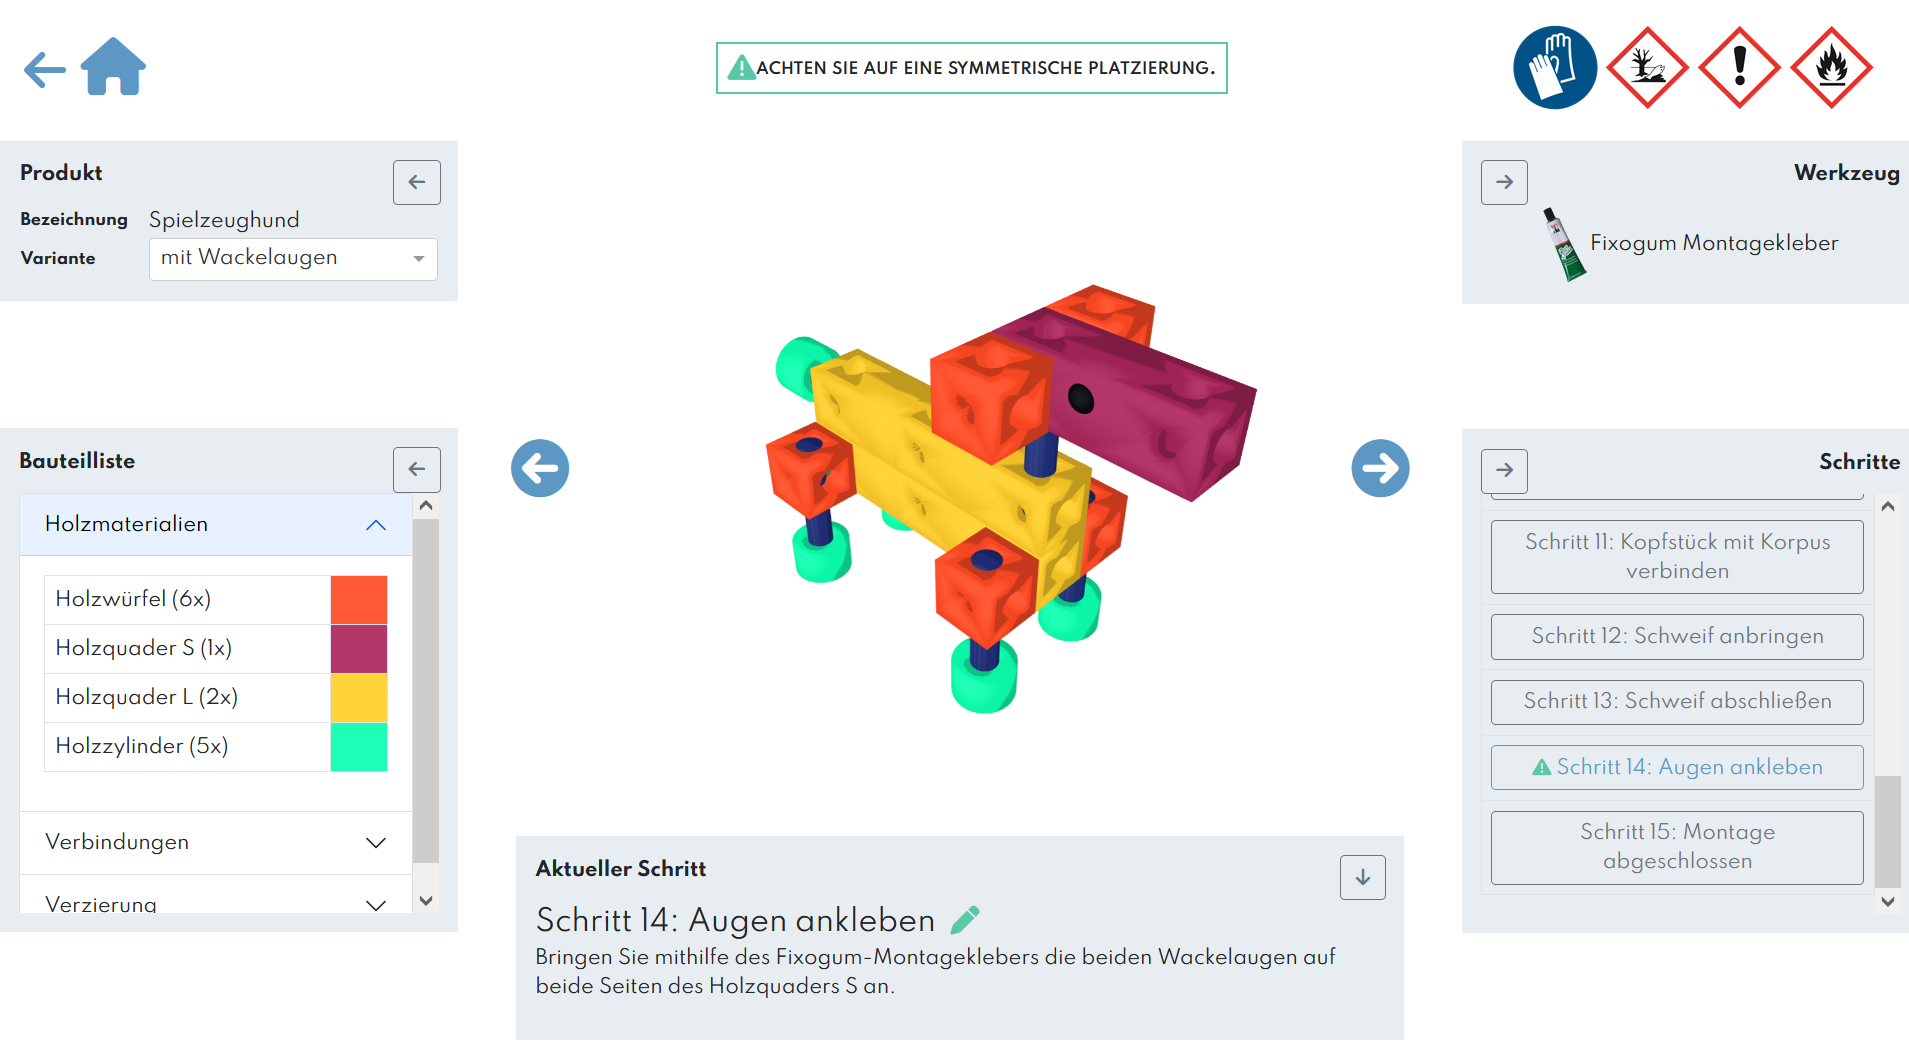 ACHTEN SIE AUF EINE SYMMETRISCHE PLATZIERUNG.
Produkt
Bezeichnung Spielzeughund
Variante mit Wackelaugen
Werkzeug
Fixogum Montagekleber
Bauteilliste
Holzmaterialien
Holzwürfel (6x)
Holzquader S (1x)
Holzquader L (2x)
Holzzylinder (5x)
Verbindungen
Verzierung
Schritte
Schritt 11: Kopfstück mit Korpus
verbinden
Schritt 12: Schweif anbringen
Schritt 13: Schweif abschließen
Schritt 14: Augen ankleben
Schritt 15: Montage
abgeschlossen
Aktueller Schritt
Schritt 14: Augen ankleben
Bringen Sie mithilfe des Fixogum-Montageklebers die beiden Wackelaugen auf
beide Seiten des Holzquaders S an.